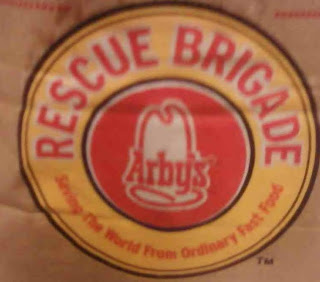 RESCUE BRIGADE
Arby's
Saving The World From Ordinary Fast Food
TM